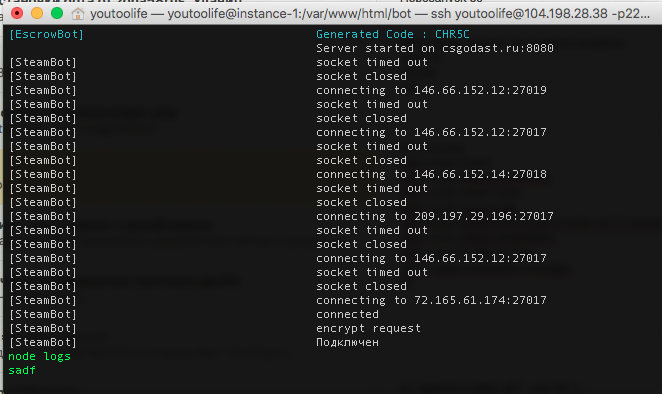 youtoolife — youtoolife@instance-1:/var/www/html/bot — ssh youtoolife@104.198.28.38 -p22...
[EscrowBot] Generated Code : CHR5C
Server started on csgodast.ru:8080
[SteamBot] socket timed out
[SteamBot] socket closed
[SteamBot] connecting to 146.66.152.12:27019
[SteamBot] socket timed out
[SteamBot] socket closed
[SteamBot] connecting to 146.66.152.12:27017
[SteamBot] socket timed out
[SteamBot] socket closed
[SteamBot] connecting to 146.66.152.14:27018
[SteamBot] socket timed out
[SteamBot] socket closed
[SteamBot] connecting to 209.197.29.196:27017
[SteamBot] socket timed out
[SteamBot] socket closed
[SteamBot] connecting to 146.66.152.12:27017
[SteamBot] socket timed out
[SteamBot] socket closed
[SteamBot] connecting to 72.165.61.174:27017
[SteamBot] connected
[SteamBot] encrypt request
[SteamBot] Подключен
node logs
sadf